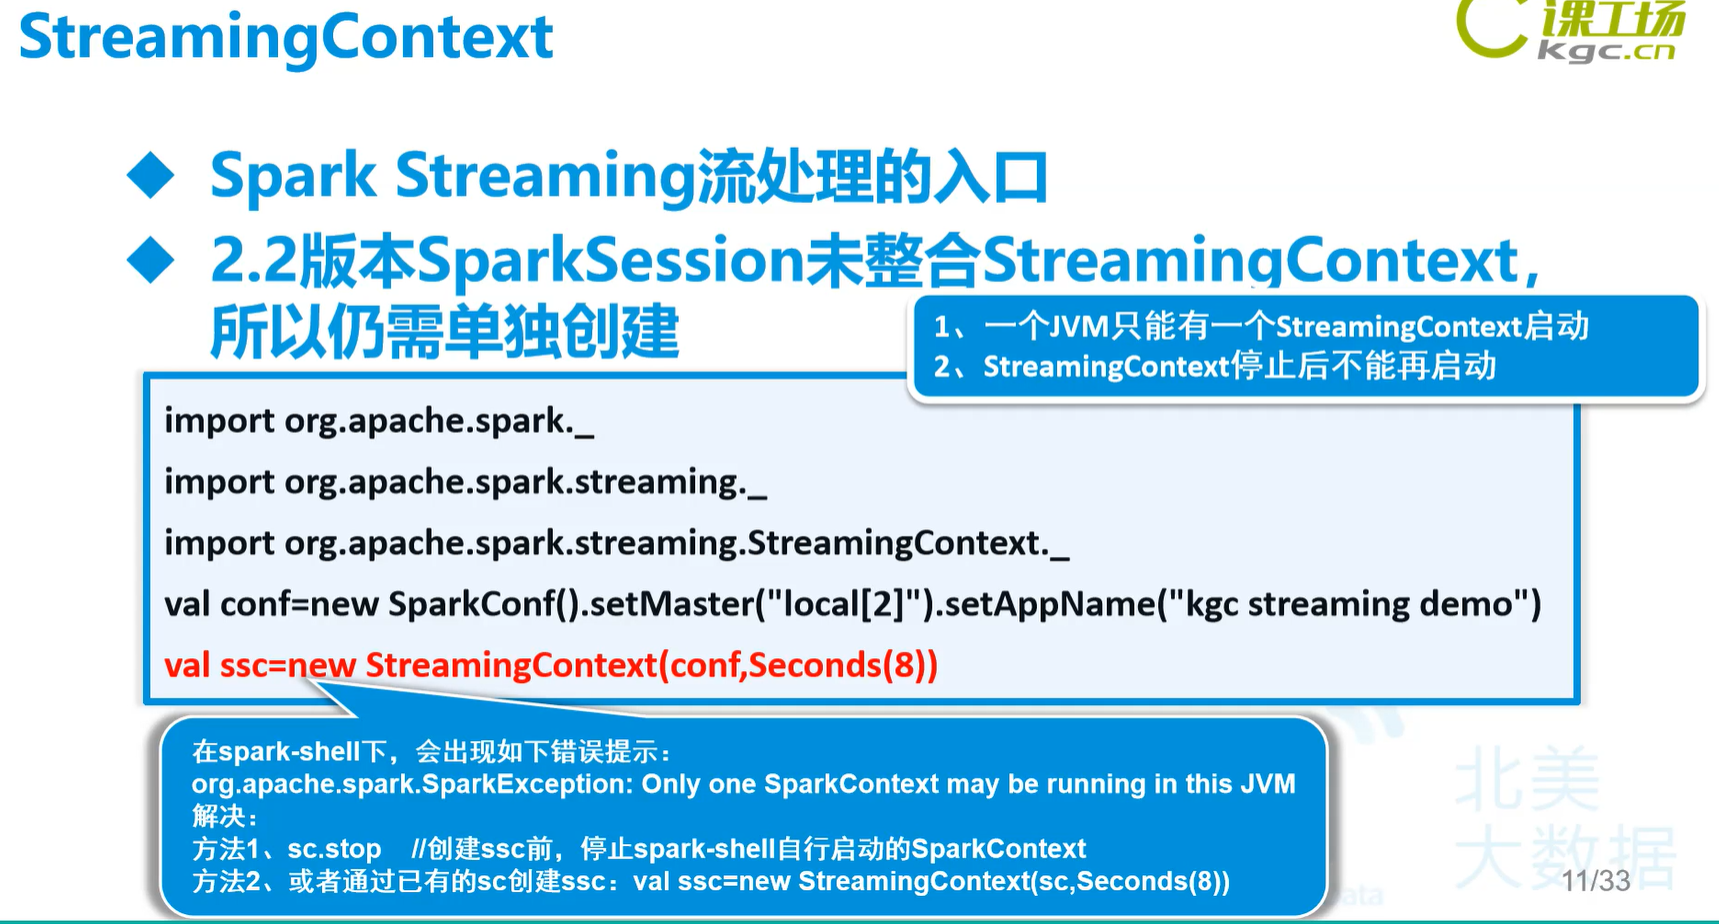 StreamingContext
课工场
kgc.cn
Spark Streaming流处理的入口
2.2版本SparkSession未整合StreamingContext，
所以仍需单独创建
1、一个JVM只能有一个StreamingContext启动
2、StreamingContext停止后不能再启动
import org.apache.spark._
import org.apache.spark.streaming._
import org.apache.spark.streaming.StreamingContext._
val conf=new SparkConf().setMaster("local[2]").setAppName("kgc streaming demo")
val ssc=new StreamingContext(conf,Seconds(8))
在spark-shell下，会出现如下错误提示：
org.apache.spark.SparkException: Only one SparkContext may be running in this JVM
解决：
方法1、sc.stop //创建ssc前，停止spark-shell自行启动的SparkContext
方法2、或者通过已有的sc创建ssc：val ssc=new StreamingContext(sc,Seconds(8))
北美
大数据
11/33